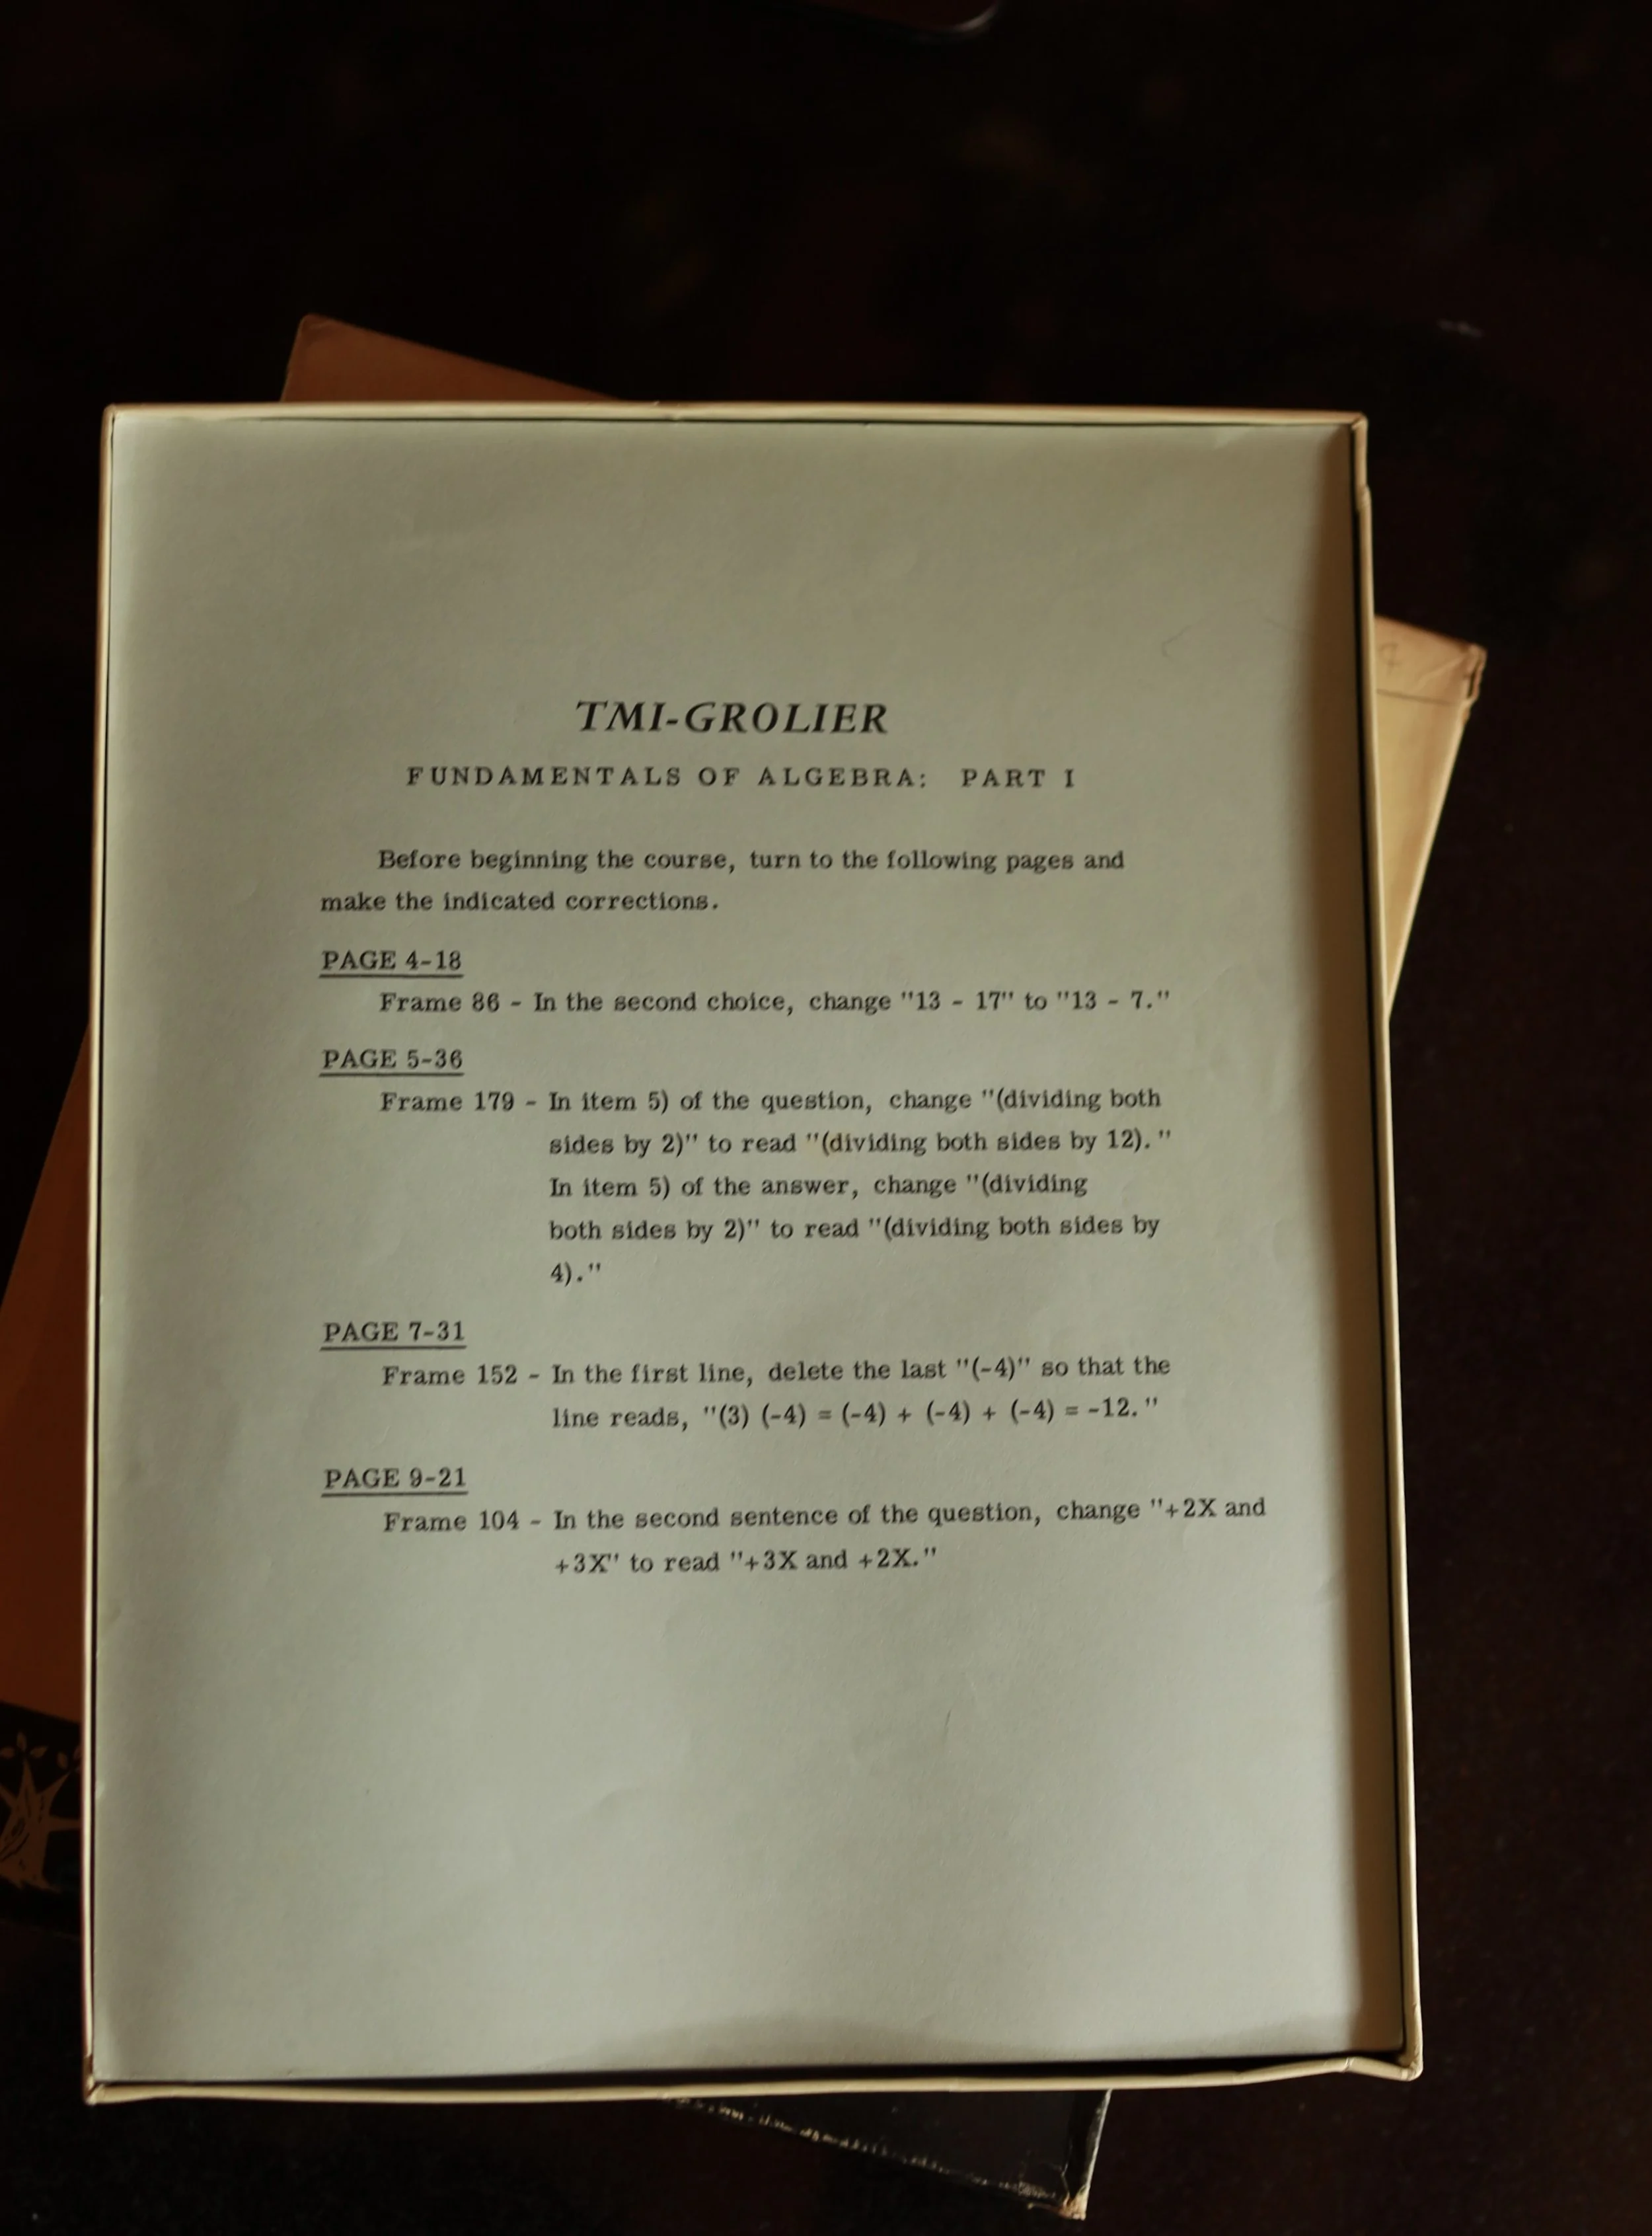 TMI-GROLIER
FUNDAMENTALS OF ALGEBRA: PART I
Before beginning the course, turn to the following pages and
make the indicated corrections.
PAGE 4-18
Frame 86 - In the second choice, change "13 - 17" to "13 - 7."
PAGE 5-36
Frame 179 - In item 5) of the question, change "(dividing both
sides by 2)" to read "(dividing both sides by 12)."
In item 5) of the answer, change "(dividing
both sides by 2)" to read "(dividing both sides by
4)."
PAGE 7-31
Frame 152 - In the first line, delete the last "(-4)" so that the
line reads, "(3) (-4) = (-4) + (-4) + (-4) = -12."
PAGE 9-21
Frame 104 - In the second sentence of the question, change "+2X and
+3X" to read "+3X and +2X."